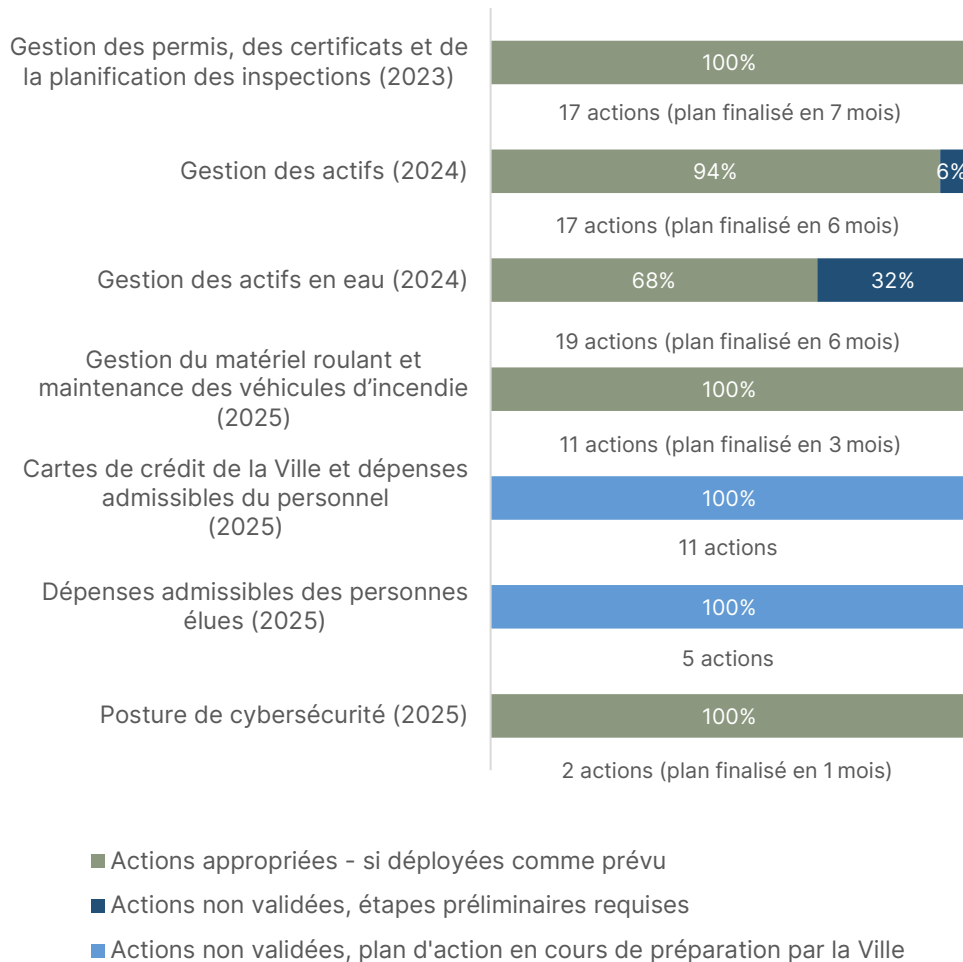 Gestion des permis, des certificats et de
la planification des inspections (2023)
100%
17 actions (plan finalisé en 7 mois)
Gestion des actifs (2024)
94%
6%
17 actions (plan finalisé en 6 mois)
Gestion des actifs en eau (2024)
68%
32%
19 actions (plan finalisé en 6 mois)
Gestion du matériel roulant et
maintenance des véhicules d’incendie
(2025)
100%
11 actions (plan finalisé en 3 mois)
Cartes de crédit de la Ville et dépenses
admissibles du personnel
(2025)
100%
11 actions
Dépenses admissibles des personnes
élues (2025)
100%
5 actions
Posture de cybersécurité (2025)
100%
2 actions (plan finalisé en 1 mois)
Actions appropriées - si déployées comme prévu
Actions non validées, étapes préliminaires requises
Actions non validées, plan d'action en cours de préparation par la Ville